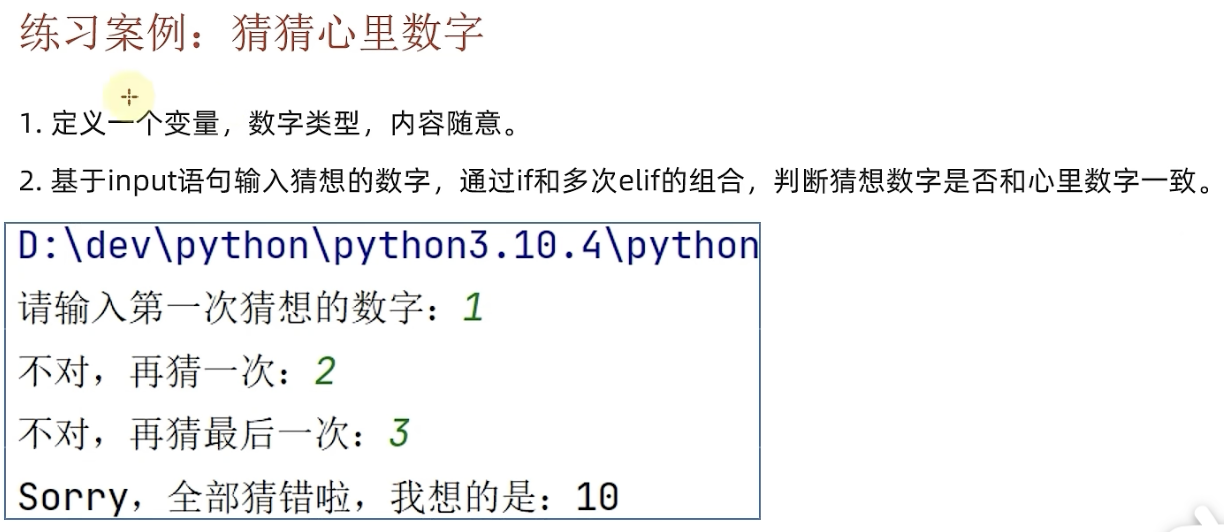 练习案例：猜猜心里数字
1. 定义一个变量，数字类型，内容随意。
2. 基于input语句输入猜想的数字，通过if和多次elif的组合，判断猜想数字是否和心里数字一致。
D:\dev\python\python3.10.4\python
请输入第一次猜想的数字：1
不对，再猜一次：2
不对，再猜最后一次：3
Sorry，全部猜错啦，我想的是：10